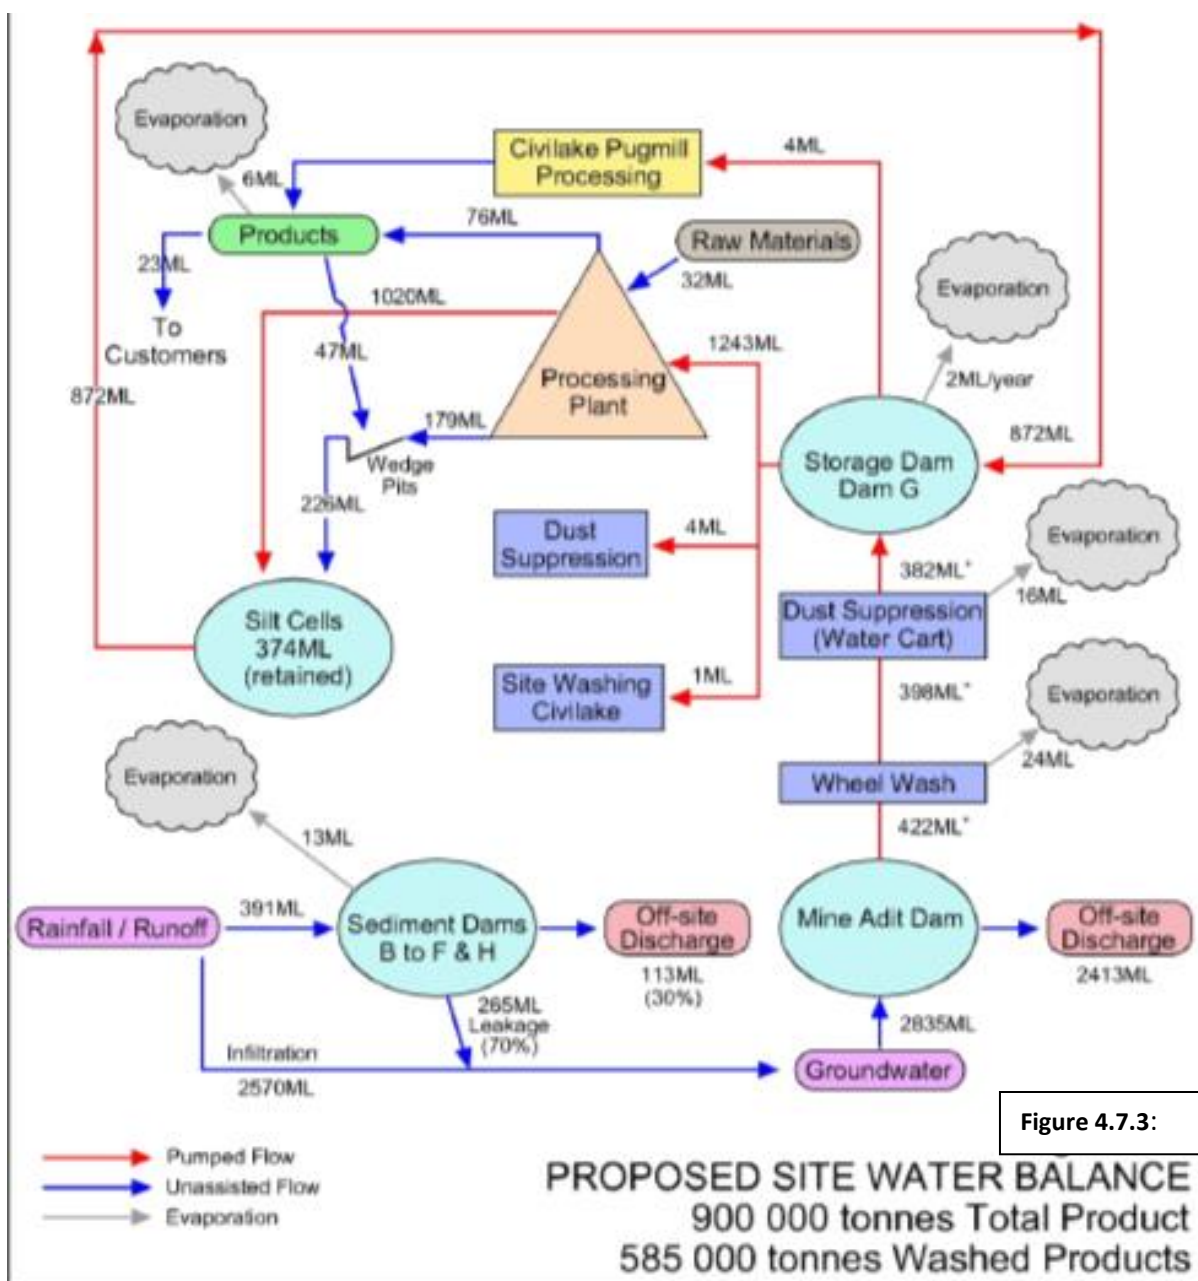 Evaporation
6ML
Civilake Pugmill
Processing
4ML
Products
76ML
Raw Materials
32ML
23ML
To
Customers
1020ML
47ML
872ML
Processing
Plant
1243ML
Evaporation
2ML/year
179ML
Wedge
Pits
226ML
Storage Dam
Dam G
872ML
Dust
Suppression
4ML
Evaporation
382ML*
16ML
Silt Cells
374ML
(retained)
Dust Suppression
(Water Cart)
Site Washing
Civilake
1ML
398ML*
Evaporation
24ML
Evaporation
13ML
Wheel Wash
422ML*
Rainfall / Runoff
391ML
Sediment Dams
B to F & H
Off-site
Discharge
113ML
(30%)
Mine Adit Dam
Off-site
Discharge
2413ML
265ML
Leakage
(70%)
2835ML
Infiltration
2570ML
Groundwater
Figure 4.7.3:
Pumped Flow
Unassisted Flow
Evaporation
PROPOSED SITE WATER BALANCE
900 000 tonnes Total Product
585 000 tonnes Washed Products